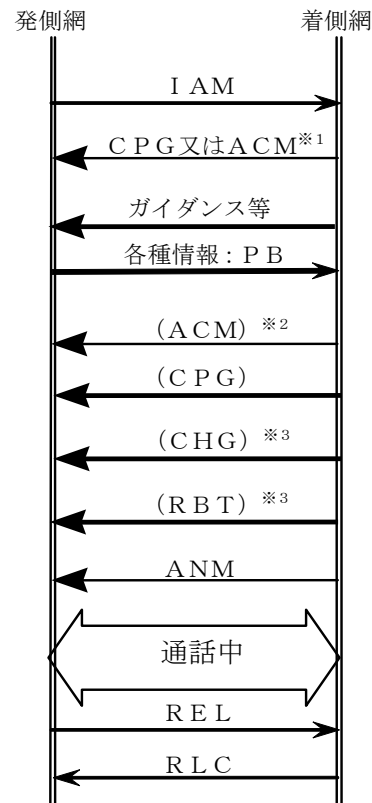 発側網 着側網
ＩＡＭ
ＣＰＧ又はＡＣＭ※1
ガイダンス等
各種情報：ＰＢ
（ＡＣＭ）※2
（ＣＰＧ）
（ＣＨＧ）※3
（ＲＢＴ）※3
ＡＮＭ
通話中
ＲＥＬ
ＲＬＣ